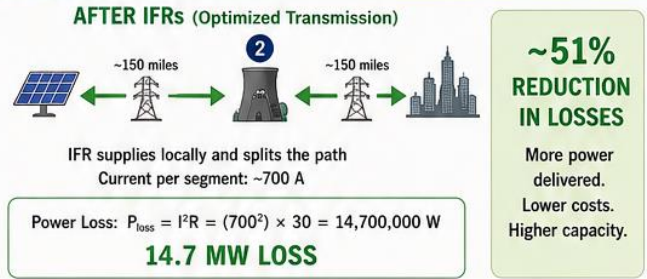 AFTER IFRs (Optimized Transmission)
2
~150 miles
~150 miles
IFR supplies locally and splits the path
Current per segment: ~700 A
Power Loss: Ploss = I²R = (700²) × 30 = 14,700,000 W
14.7 MW LOSS
~51%
REDUCTION
IN LOSSES
More power
delivered.
Lower costs.
Higher capacity.